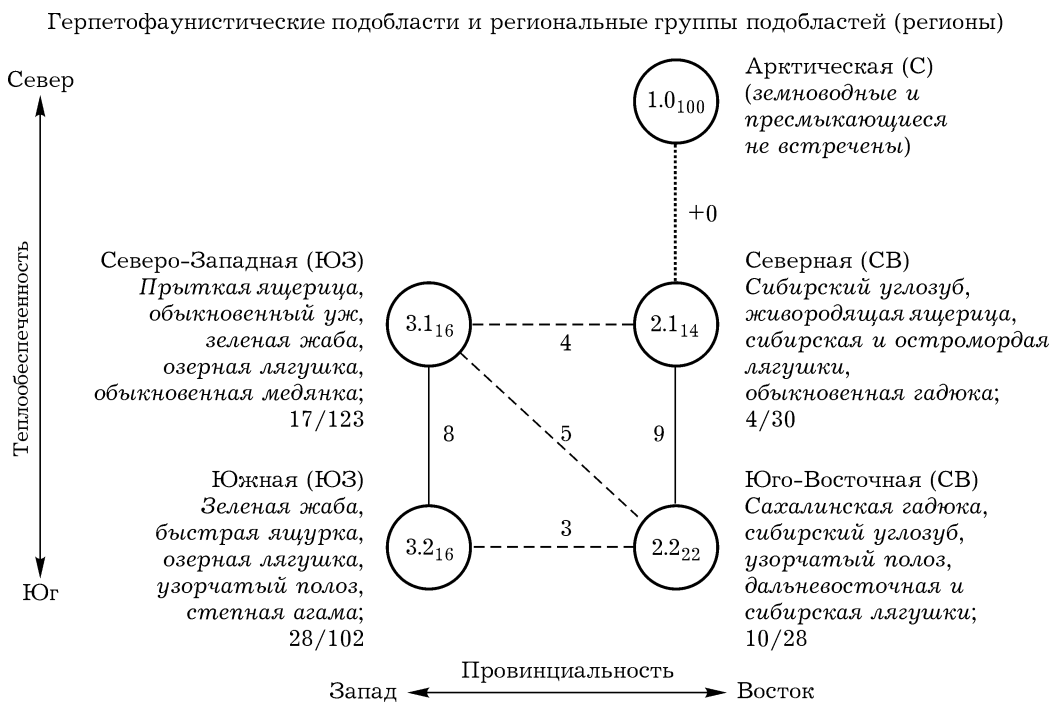 Герпетофаунистические подобласти и региональные группы подобластей (регионы)
Север
Теплообеспеченность
Юг
Арктическая (С)
(земноводные и
пресмыкающиеся
не встречены)
1.0₁₀₀
+0
Северо-Западная (ЮЗ)
Прыткая ящерица,
обыкновенный уж,
зеленая жаба,
озерная лягушка,
обыкновенная медянка;
17/123
3.1₁₆
4
2.1₁₄
Северная (СВ)
Сибирский углозуб,
живородящая ящерица,
сибирская и остромордая
лягушки,
обыкновенная гадюка;
4/30
8
5
9
Южная (ЮЗ)
Зеленая жаба,
быстрая ящурка,
озерная лягушка,
узорчатый полоз,
степная агама;
28/102
3.2₁₆
3
2.2₂₂
Юго-Восточная (СВ)
Сахалинская гадюка,
сибирский углозуб,
узорчатый полоз,
дальневосточная и
сибирская лягушки;
10/28
Провинциальность
Запад
Восток